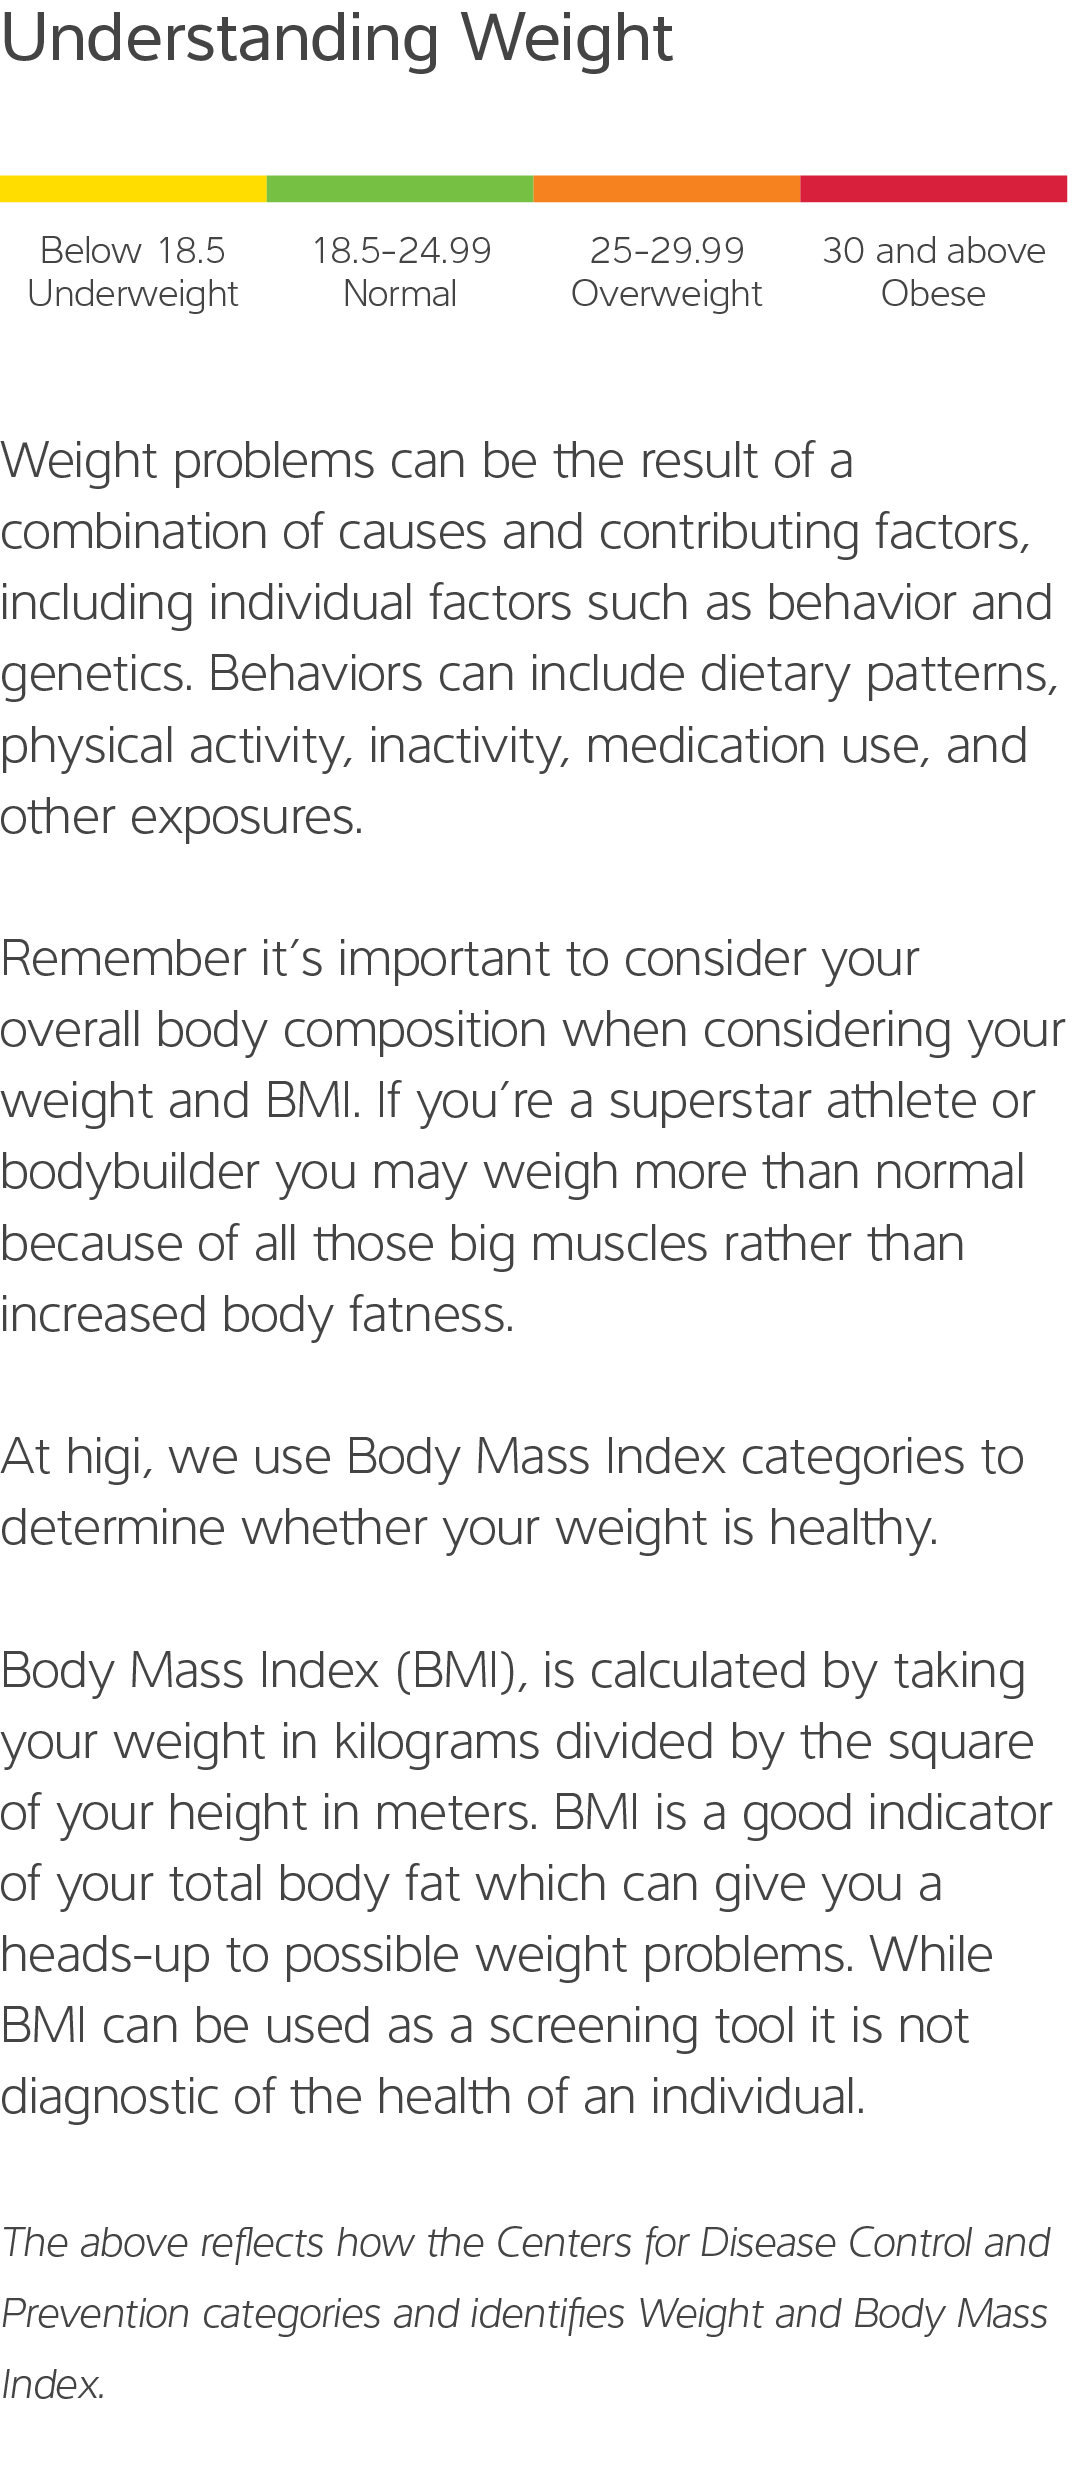 Understanding Weight
Below 18.5
Underweight
18.5-24.99
Normal
25-29.99
Overweight
30 and above
Obese
Weight problems can be the result of a
combination of causes and contributing factors,
including individual factors such as behavior and
genetics. Behaviors can include dietary patterns,
physical activity, inactivity, medication use, and
other exposures.
Remember it's important to consider your
overall body composition when considering your
weight and BMI. If you're a superstar athlete or
bodybuilder you may weigh more than normal
because of all those big muscles rather than
increased body fatness.
At higi, we use Body Mass Index categories to
determine whether your weight is healthy.
Body Mass Index (BMI), is calculated by taking
your weight in kilograms divided by the square
of your height in meters. BMI is a good indicator
of your total body fat which can give you a
heads-up to possible weight problems. While
BMI can be used as a screening tool it is not
diagnostic of the health of an individual.
The above reflects how the Centers for Disease Control and
Prevention categories and identifies Weight and Body Mass
Index.